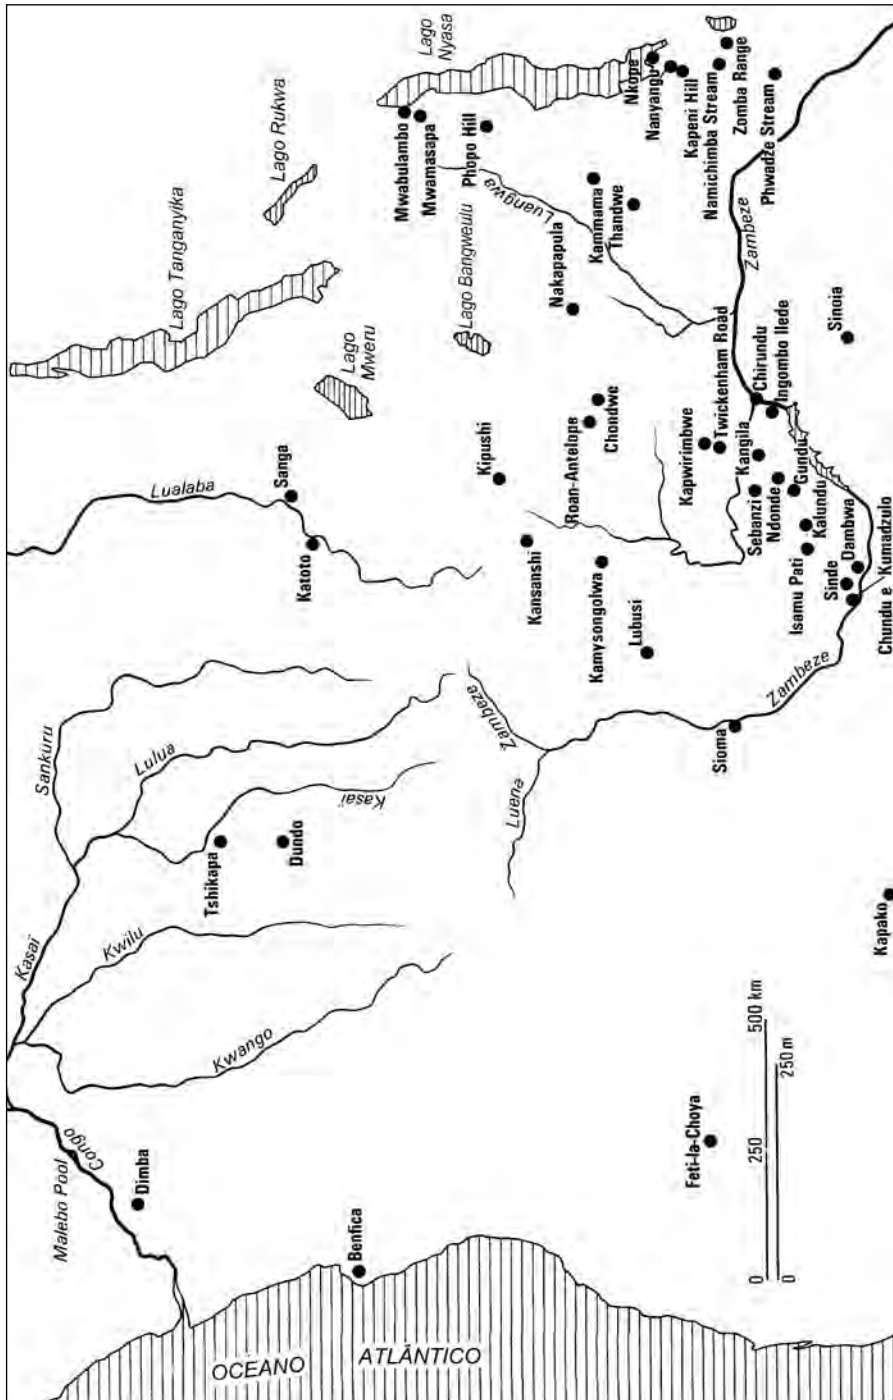 Malebo Pool
Congo
Dimba
Benfica
OCEANO
ATLÂNTICO
Kasai
Kwango
Kwilu
Sankuru
Lulua
Kasai
Tshikapa
Dundo
Lualaba
Sanga
Katoto
Lago Tanganyika
Lago Rukwa
Lago
Mweru
Lago Bangweulu
Lago
Nyasa
Mwabulambo
Mwamasapa
Phopo Hill
Luangwa
Kammama
Thandwe
Nakapapula
Nkope
Nanyangu
Kapeni Hill
Namichimba Stream
Zomba Range
Phwadze Stream
Zambeze
Kipushi
Kansanshi
Roan-Antelope
Chondwe
Kamysongolwa
Lubusi
Kapwirimbwe
Twickenham Road
Chirundu
Ingombo Ilede
Sinoia
Kangila
Sebanzi
Ndonde
Gundu
Kalundu
Isamu Pati
Dambwa
Sinde
Chundu e Kumadzulo
Zambeze
Sioma
Zambeze
Luena
Kapako
Feti-la-Choya
0 250 500 km
0 250 m